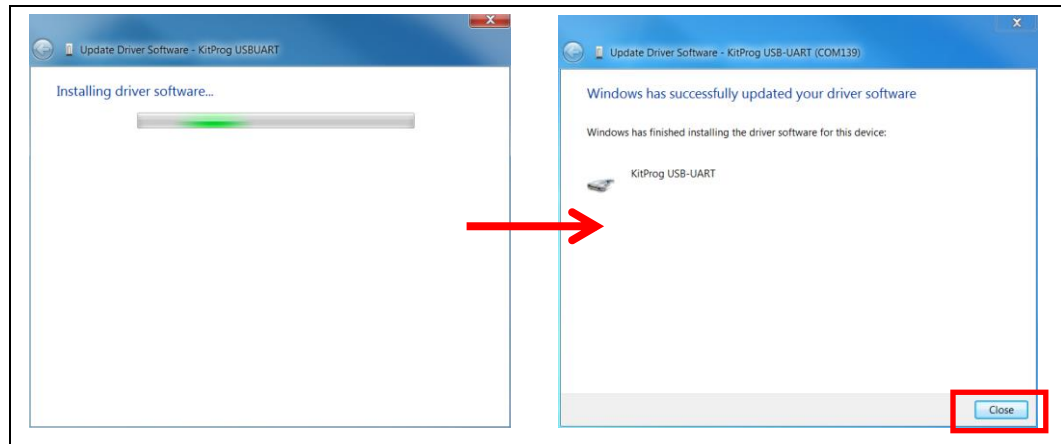 Update Driver Software - KitProg USBUART
Installing driver software...
Update Driver Software - KitProg USB-UART (COM139)
Windows has successfully updated your driver software
Windows has finished installing the driver software for this device:
KitProg USB-UART
Close